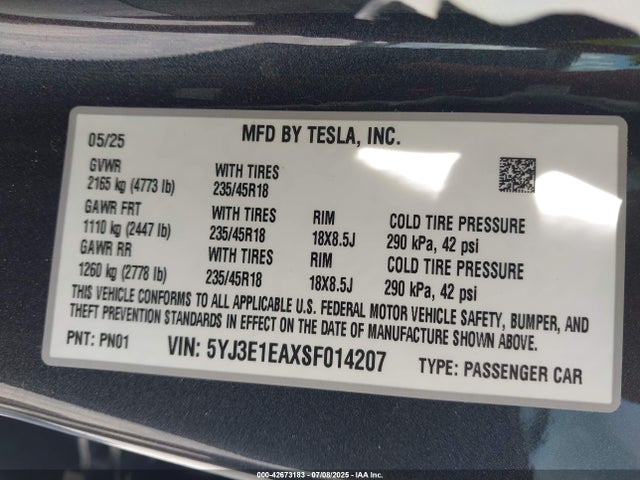 05/25 MFD BY TESLA, INC.
GVWR WITH TIRES
2165 kg (4773 lb) 235/45R18
GAWR FRT WITH TIRES RIM COLD TIRE PRESSURE
1110 kg (2447 lb) 235/45R18 18X8.5J 290 kPa, 42 psi
GAWR RR WITH TIRES RIM COLD TIRE PRESSURE
1260 kg (2778 lb) 235/45R18 18X8.5J 290 kPa, 42 psi
THIS VEHICLE CONFORMS TO ALL APPLICABLE U.S. FEDERAL MOTOR VEHICLE SAFETY, BUMPER, AND
THEFT PREVENTION STANDARDS IN EFFECT ON THE DATE OF MANUFACTURE SHOWN ABOVE.
PNT: PN01 VIN: 5YJ3E1EAXSF014207 TYPE: PASSENGER CAR
000-42673183 - 07/08/2025 - IAA Inc.